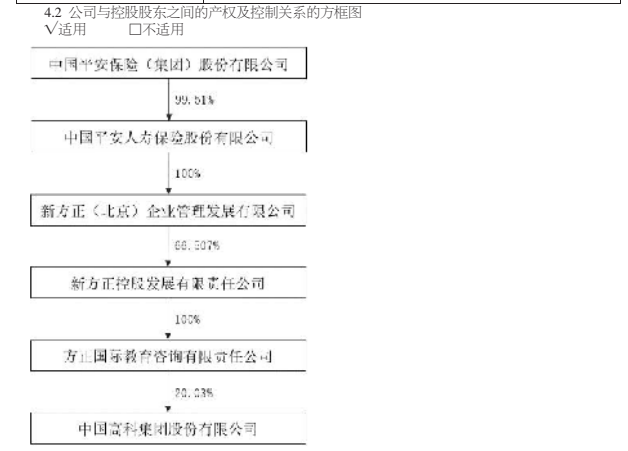 4.2 公司与控股股东之间的产权及控制关系的方框图
√适用 □不适用
中国平安保险（集团）股份有限公司
99.51%
中国平安人寿保险股份有限公司
100%
新方正（北京）企业管理发展有限公司
66.507%
新方正控股发展有限责任公司
100%
方正国际教育咨询有限责任公司
20.03%
中国高科集团股份有限公司